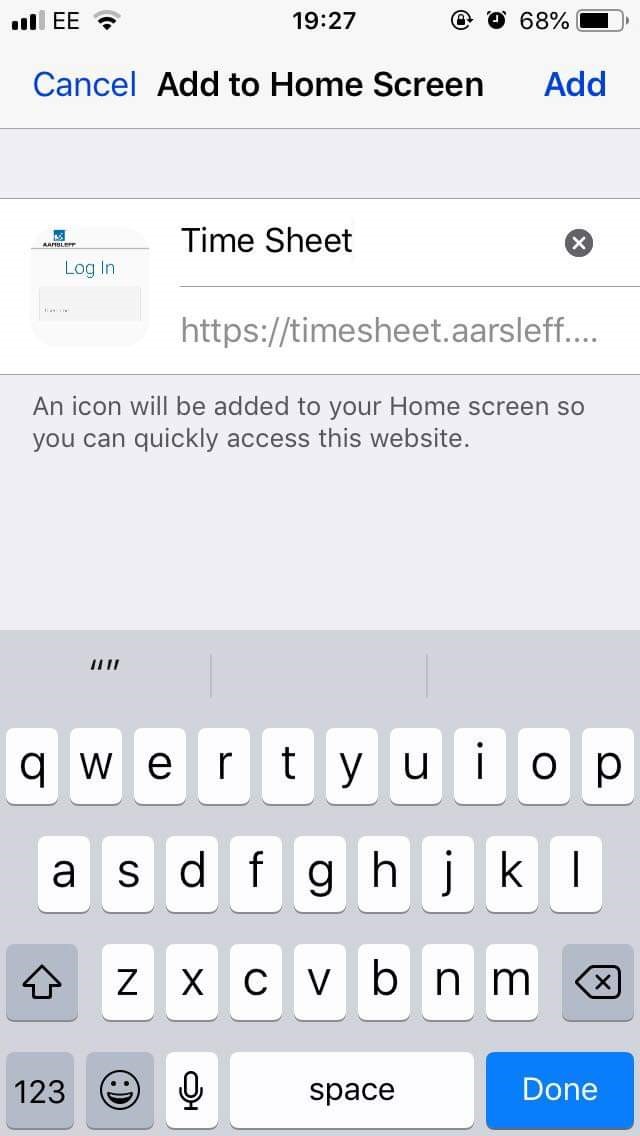 EE 19:27 68%
Cancel Add to Home Screen Add
AARSLEFF
Time Sheet
Log In
https://timesheet.aarsleff....
An icon will be added to your Home screen so
you can quickly access this website.
“”
q w e r t y u i o p
a s d f g h j k l
z x c v b n m
123 space Done